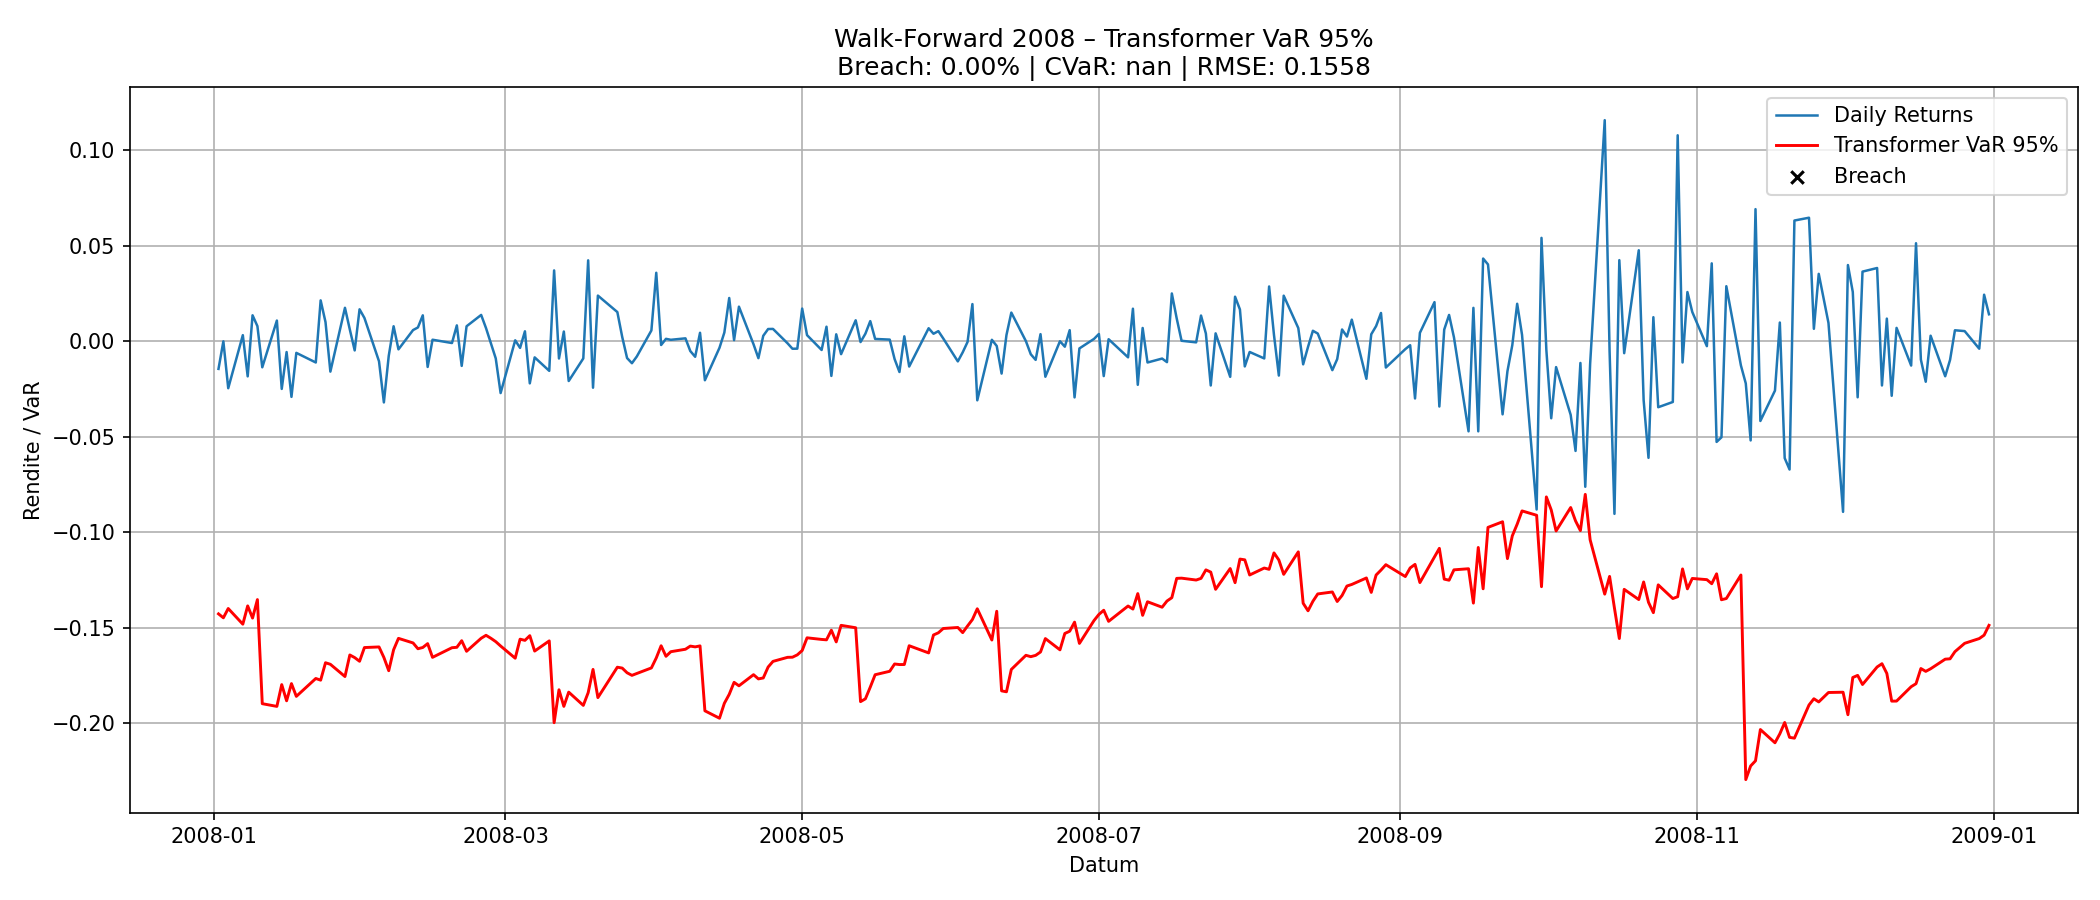 Walk-Forward 2008 – Transformer VaR 95%
Breach: 0.00% | CVaR: nan | RMSE: 0.1558
Daily Returns
Transformer VaR 95%
Breach
Rendite / VaR
0.10
0.05
0.00
−0.05
−0.10
−0.15
−0.20
2008-01
2008-03
2008-05
2008-07
2008-09
2008-11
2009-01
Datum